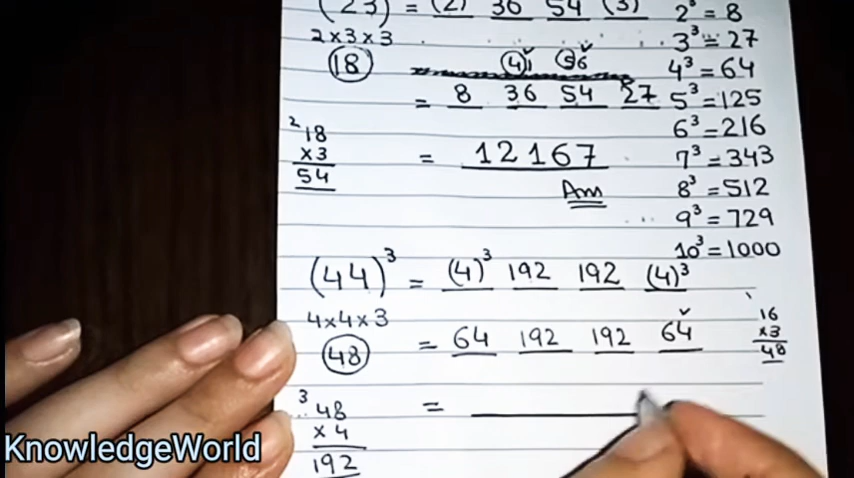 (23) = (2) 36 54 (3) 2³ = 8
2×3×3 3³ = 27
18 4 6 4³ = 64
= 8 36 54 27 5³ = 125
6³ = 216
²18
×3 = 12167 7³ = 343
54
Am 8³ = 512
9³ = 729
10³ = 1000
(44)³ = (4)³ 192 192 (4)³
4×4×3 16
= 64 192 192 64 ×3
48 48
³48 =
×4
192
KnowledgeWorld